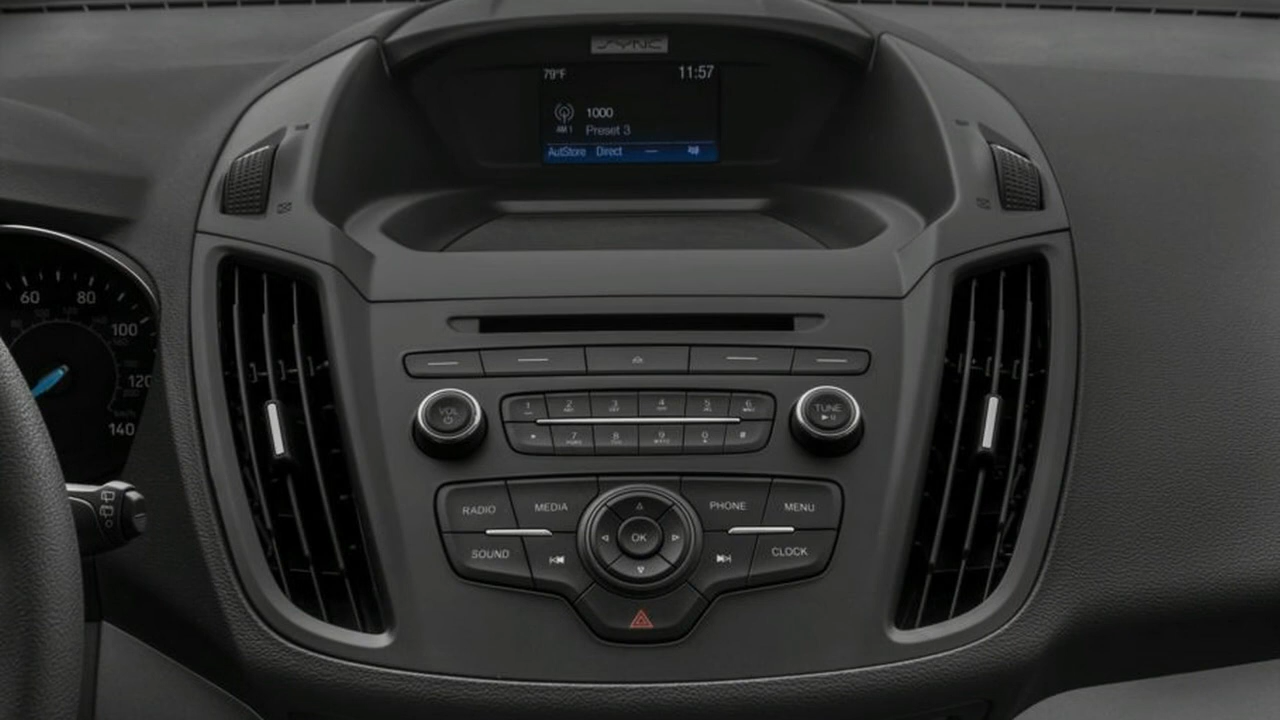 SYNC
79°F 11:57
1000
AM 1 Preset 3
AutStore Direct
60 80
100
120
140
km/h
1 2 3 4 5 6
7 8 9 0
VOL
TUNE
RADIO MEDIA PHONE MENU
OK
SOUND CLOCK